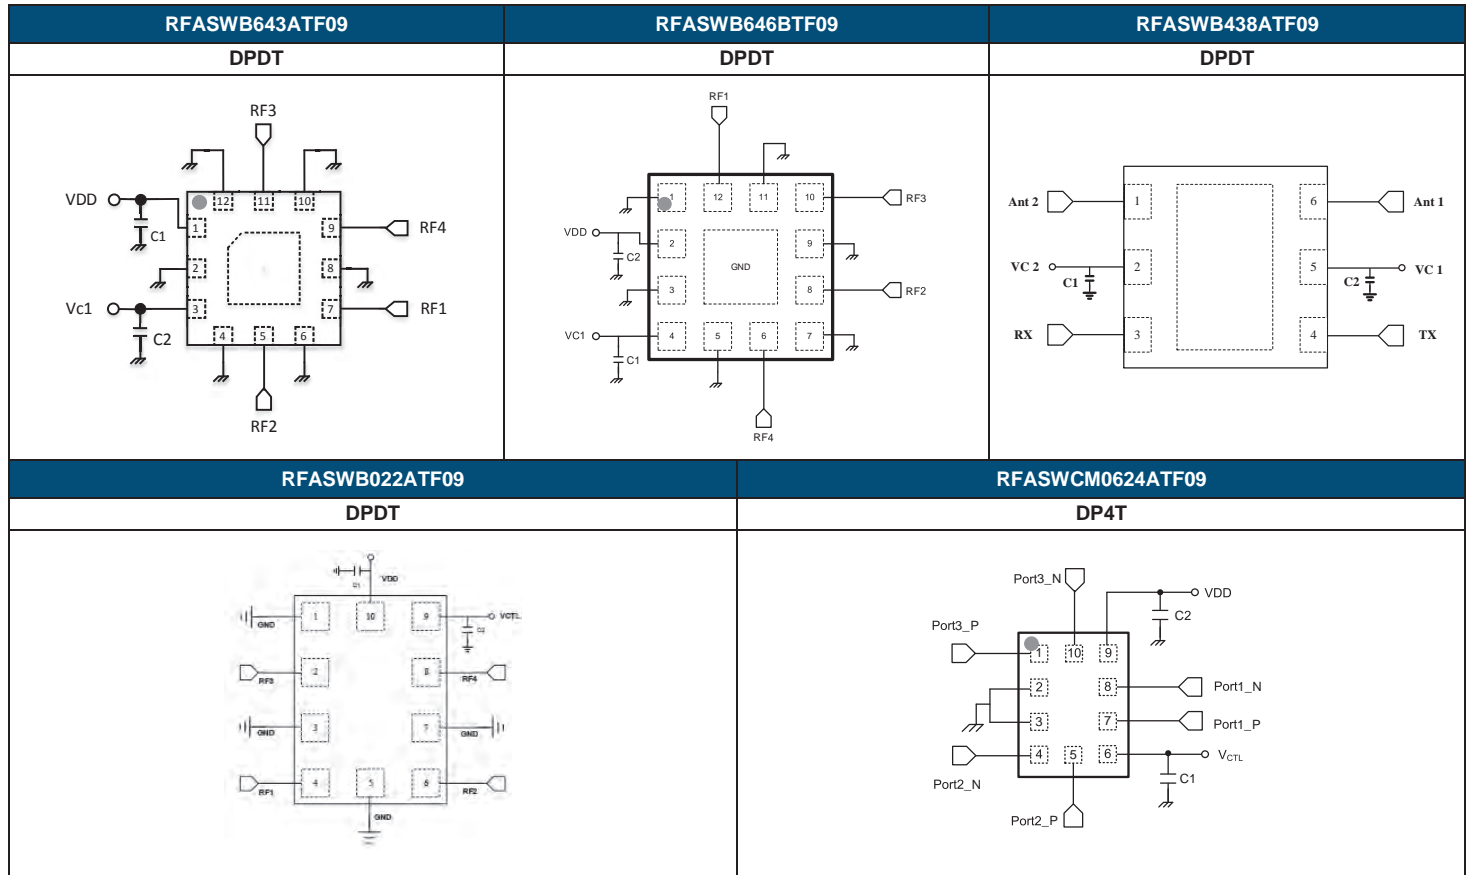 RFASWB643ATF09
RFASWB646BTF09
RFASWB438ATF09
DPDT
DPDT
DPDT
RF3
VDD
C1
12
11
10
1
9
RF4
2
8
Vc1
3
7
RF1
C2
4
5
6
RF2
RF1
1
12
11
10
RF3
VDD
2
9
C2
GND
3
8
RF2
VC1
4
5
6
7
C1
RF4
Ant 2
1
6
Ant 1
VC 2
2
5
VC 1
C1
C2
RX
3
4
TX
RFASWB022ATF09
RFASWCM0624ATF09
DPDT
DP4T
C1
VDD
1
10
9
VCTL
GND
C2
2
8
RF3
RF4
3
7
GND
GND
4
5
6
RF1
RF2
GND
Port3_N
VDD
C2
Port3_P
1
10
9
2
8
Port1_N
3
7
Port1_P
4
5
6
VCTL
Port2_N
C1
Port2_P